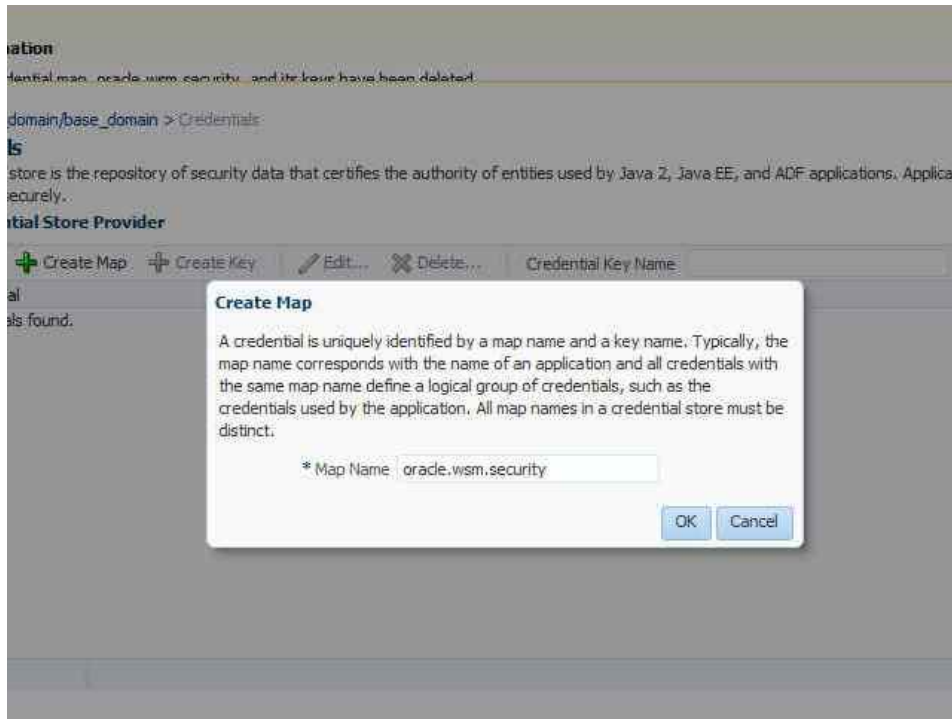 ation
dential map, oracle.wsm.security, and its keys have been deleted
domain/base_domain > Credentials
ls
store is the repository of security data that certifies the authority of entities used by Java 2, Java EE, and ADF applications. Applica
ecurely.
tial Store Provider
Create Map Create Key Edit... Delete... Credential Key Name
al
als found.
Create Map
A credential is uniquely identified by a map name and a key name. Typically, the
map name corresponds with the name of an application and all credentials with
the same map name define a logical group of credentials, such as the
credentials used by the application. All map names in a credential store must be
distinct.
* Map Name oracle.wsm.security
OK Cancel